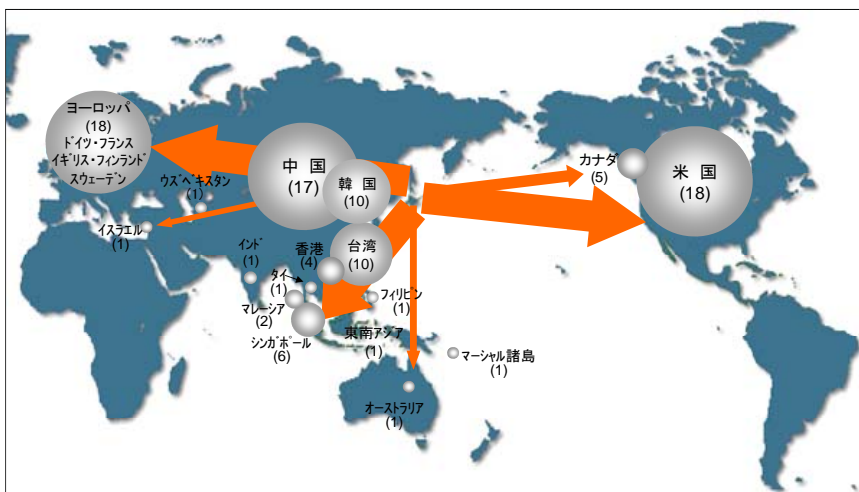 ヨーロッパ
(18)
ドイツ・フランス
イギリス・フィンランド
スウェーデン
ウズベキスタン
(1)
イスラエル
(1)
中 国
(17)
韓 国
(10)
台湾
(10)
香港
(4)
インド
(1)
タイ
(1)
マレーシア
(2)
シンガポール
(6)
フィリピン
(1)
東南アジア
(1)
マーシャル諸島
(1)
オーストラリア
(1)
カナダ
(5)
米 国
(18)